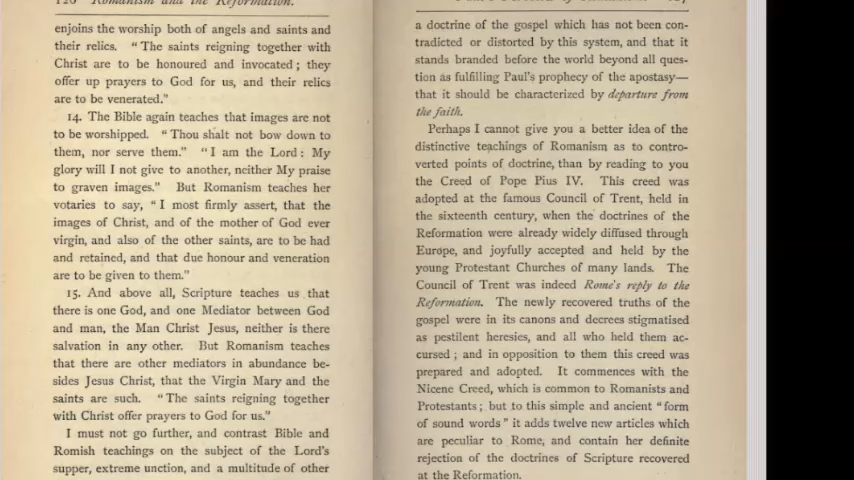 126 Romanism and the Reformation.
enjoins the worship both of angels and saints and
their relics. “The saints reigning together with
Christ are to be honoured and invocated; they
offer up prayers to God for us, and their relics
are to be venerated.”
14. The Bible again teaches that images are not
to be worshipped. “Thou shalt not bow down to
them, nor serve them.” “I am the Lord: My
glory will I not give to another, neither My praise
to graven images.” But Romanism teaches her
votaries to say, “I most firmly assert, that the
images of Christ, and of the mother of God ever
virgin, and also of the other saints, are to be had
and retained, and that due honour and veneration
are to be given to them.”
15. And above all, Scripture teaches us that
there is one God, and one Mediator between God
and man, the Man Christ Jesus, neither is there
salvation in any other. But Romanism teaches
that there are other mediators in abundance be-
sides Jesus Christ, that the Virgin Mary and the
saints are such. “The saints reigning together
with Christ offer prayers to God for us.”
I must not go further, and contrast Bible and
Romish teachings on the subject of the Lord's
supper, extreme unction, and a multitude of other
a doctrine of the gospel which has not been con-
tradicted or distorted by this system, and that it
stands branded before the world beyond all ques-
tion as fulfilling Paul's prophecy of the apostasy—
that it should be characterized by departure from
the faith.
Perhaps I cannot give you a better idea of the
distinctive teachings of Romanism as to contro-
verted points of doctrine, than by reading to you
the Creed of Pope Pius IV. This creed was
adopted at the famous Council of Trent, held in
the sixteenth century, when the doctrines of the
Reformation were already widely diffused through
Europe, and joyfully accepted and held by the
young Protestant Churches of many lands. The
Council of Trent was indeed Rome's reply to the
Reformation. The newly recovered truths of the
gospel were in its canons and decrees stigmatised
as pestilent heresies, and all who held them ac-
cursed; and in opposition to them this creed was
prepared and adopted. It commences with the
Nicene Creed, which is common to Romanists and
Protestants; but to this simple and ancient “form
of sound words” it adds twelve new articles which
are peculiar to Rome, and contain her definite
rejection of the doctrines of Scripture recovered
at the Reformation.